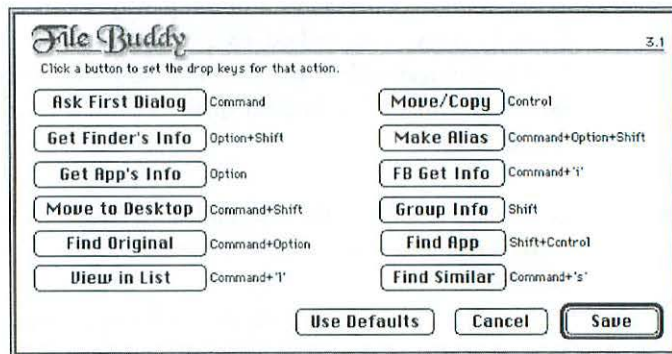 File Buddy 3.1
Click a button to set the drop keys for that action.
Ask First Dialog Command
Get Finder's Info Option+Shift
Get App's Info Option
Move to Desktop Command+Shift
Find Original Command+Option
View in List Command+'l'
Move/Copy Control
Make Alias Command+Option+Shift
FB Get Info Command+'i'
Group Info Shift
Find App Shift+Control
Find Similar Command+'s'
Use Defaults Cancel Save